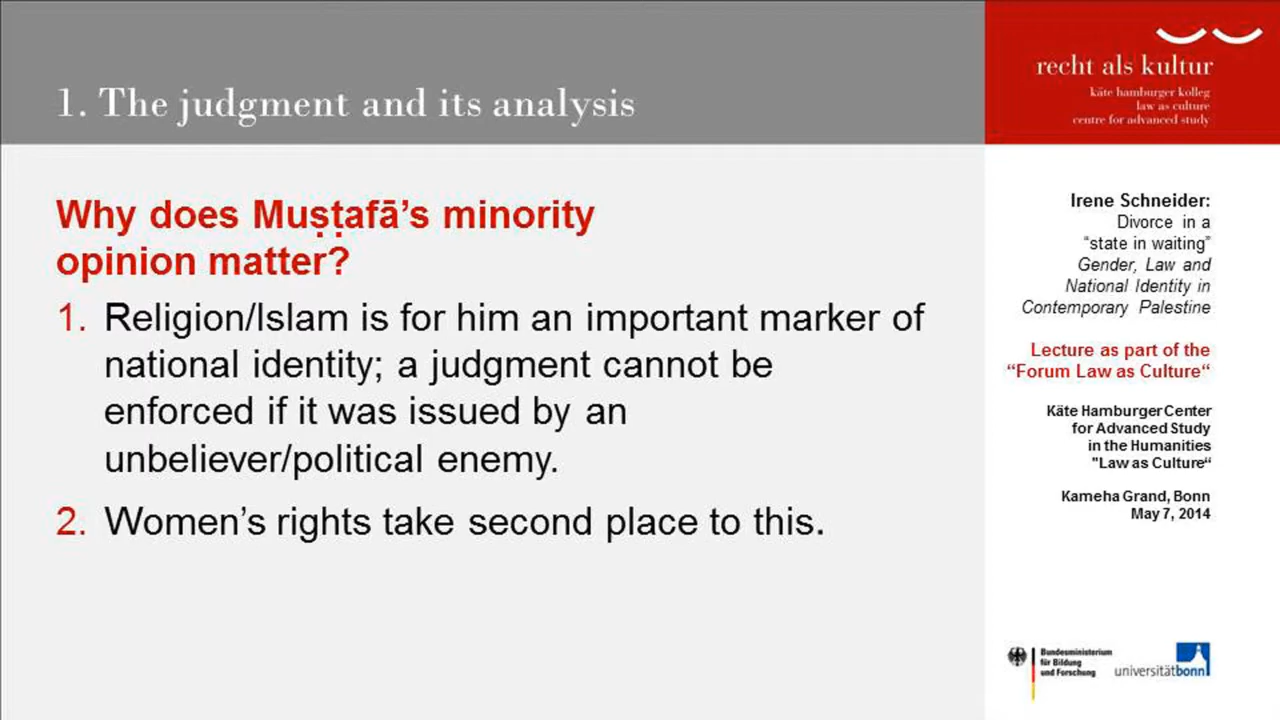 1. The judgment and its analysis
recht als kultur
käte hamburger kolleg
law as culture
centre for advanced study
Why does Muṣṭafā’s minority
opinion matter?
1. Religion/Islam is for him an important marker of
national identity; a judgment cannot be
enforced if it was issued by an
unbeliever/political enemy.
2. Women’s rights take second place to this.
Irene Schneider:
Divorce in a
“state in waiting”
Gender, Law and
National Identity in
Contemporary Palestine
Lecture as part of the
“Forum Law as Culture“
Käte Hamburger Center
for Advanced Study
in the Humanities
"Law as Culture“
Kameha Grand, Bonn
May 7, 2014
Bundesministerium
für Bildung
und Forschung
universitätbonn